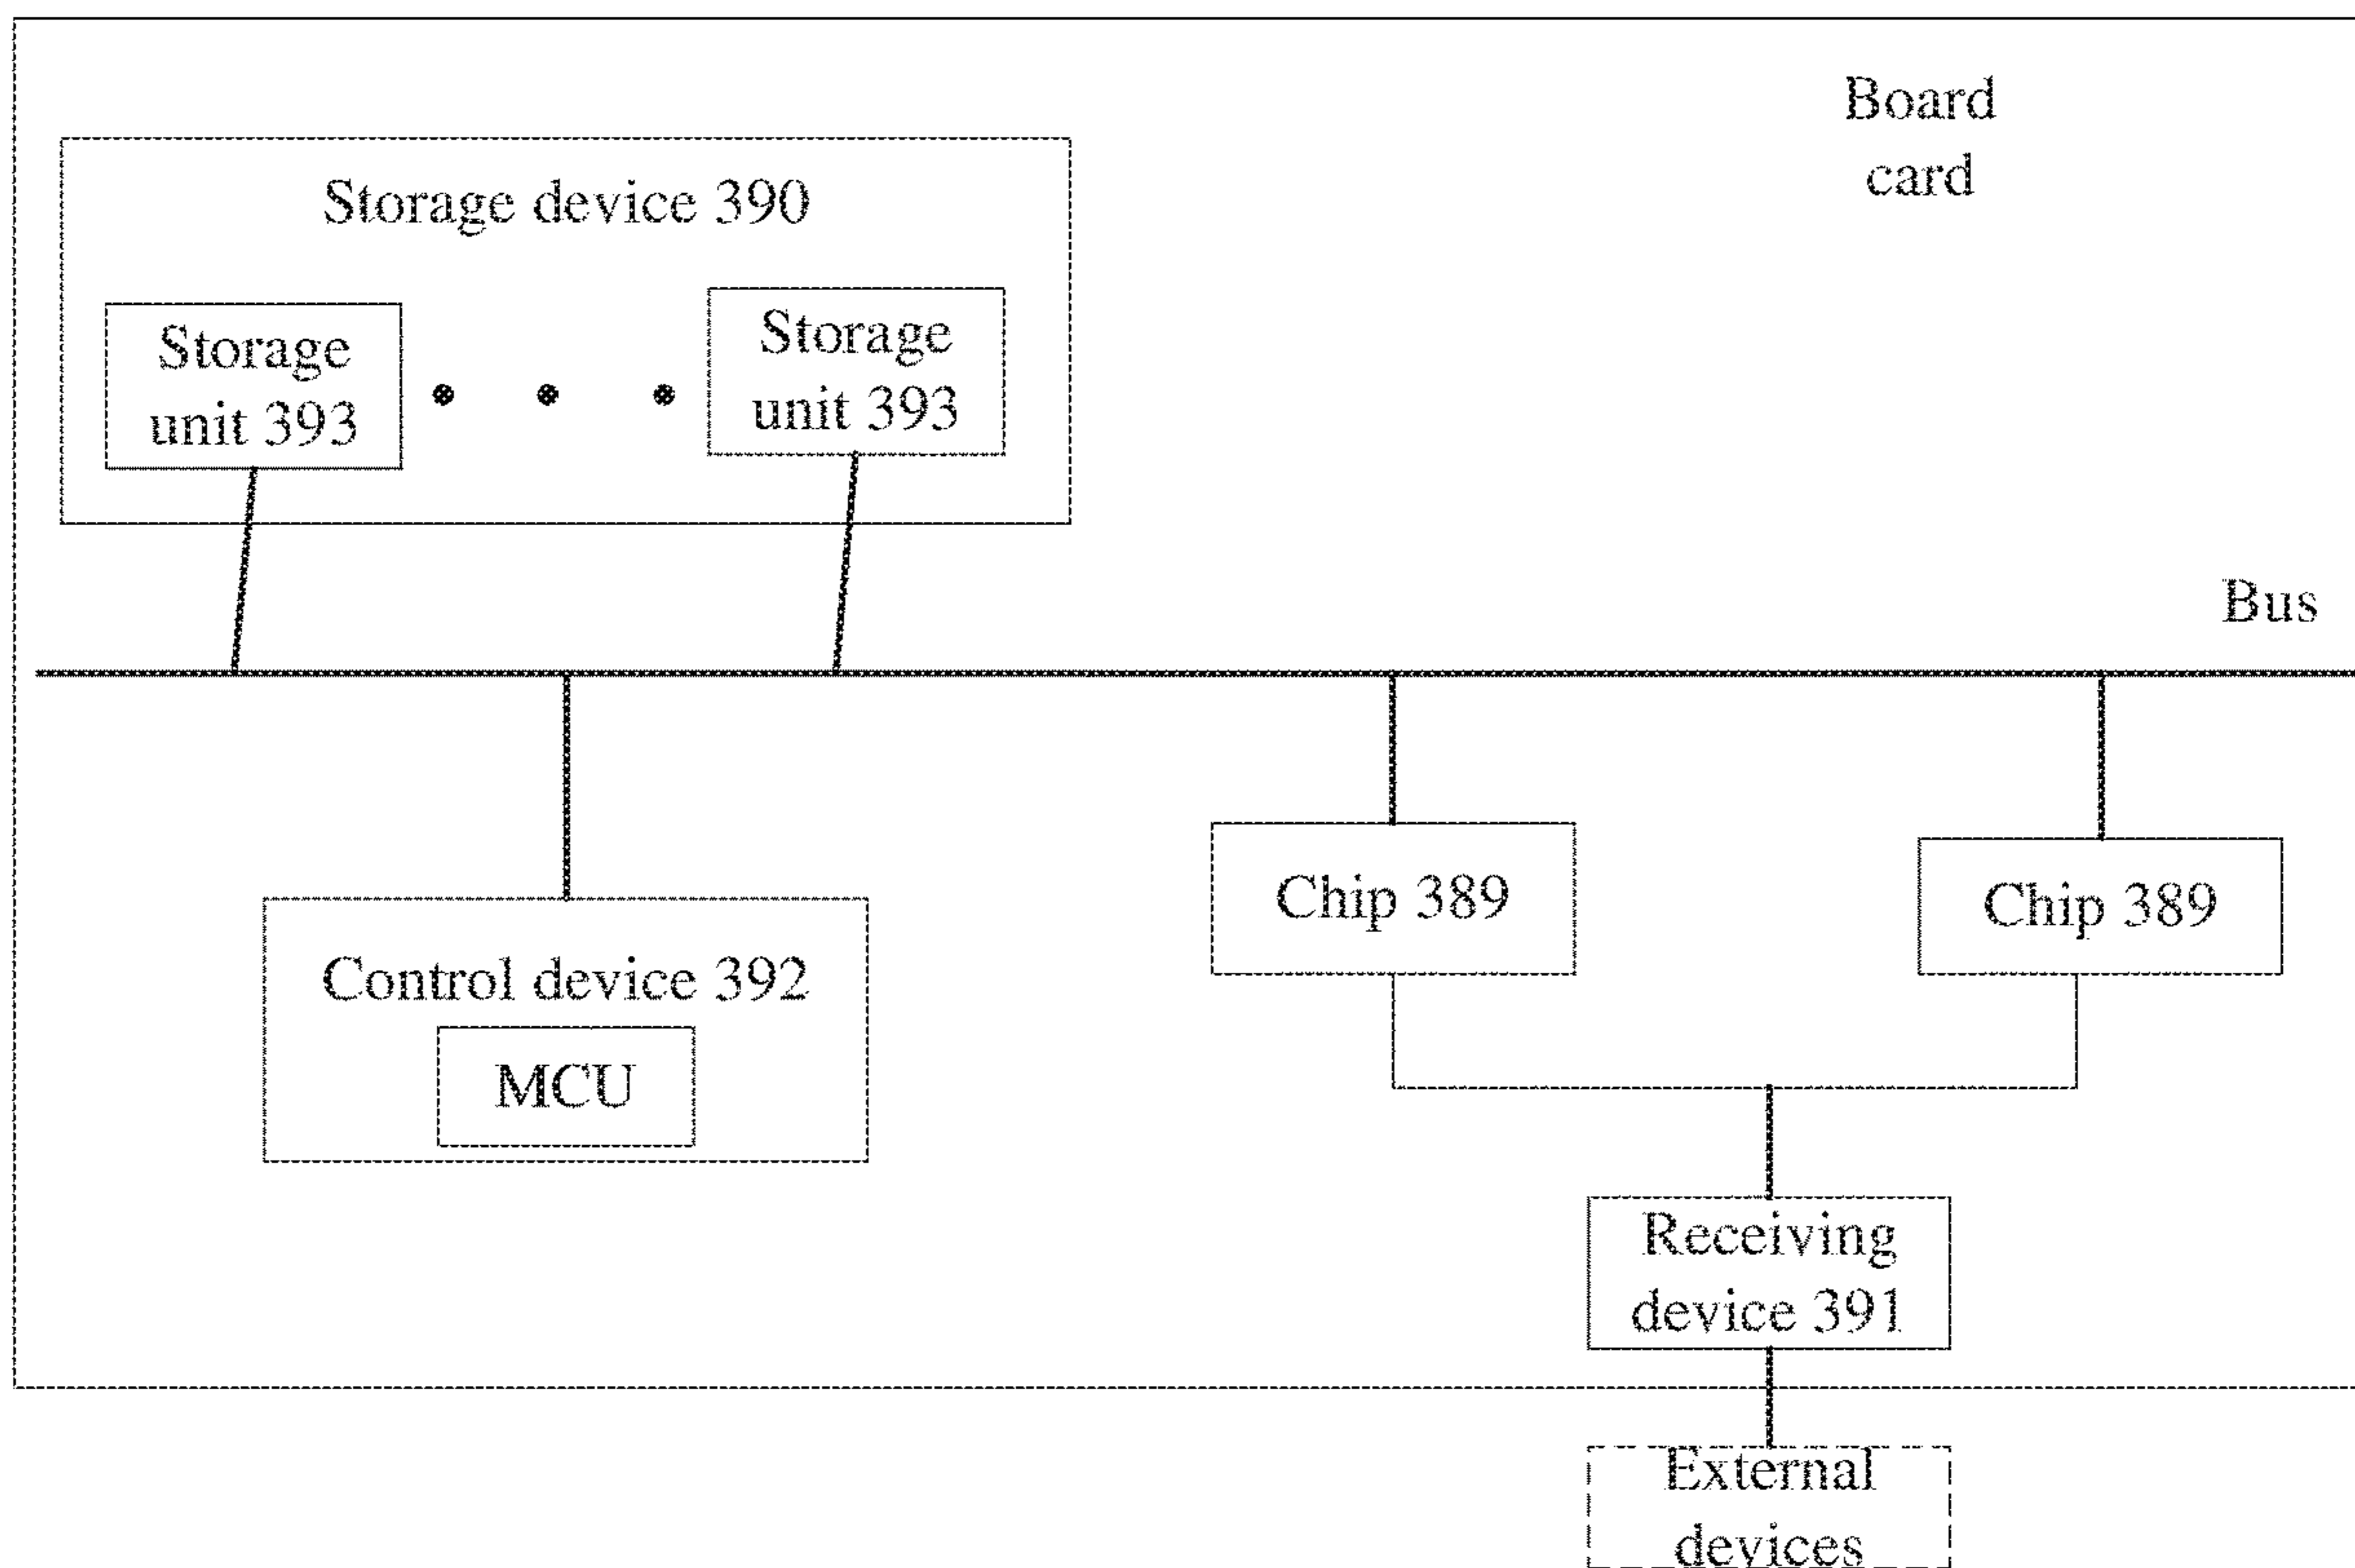 Board
card
Storage device 390
Storage
unit 393
Storage
unit 393
Bus
Control device 392
MCU
Chip 389
Chip 389
Receiving
device 391
External
devices